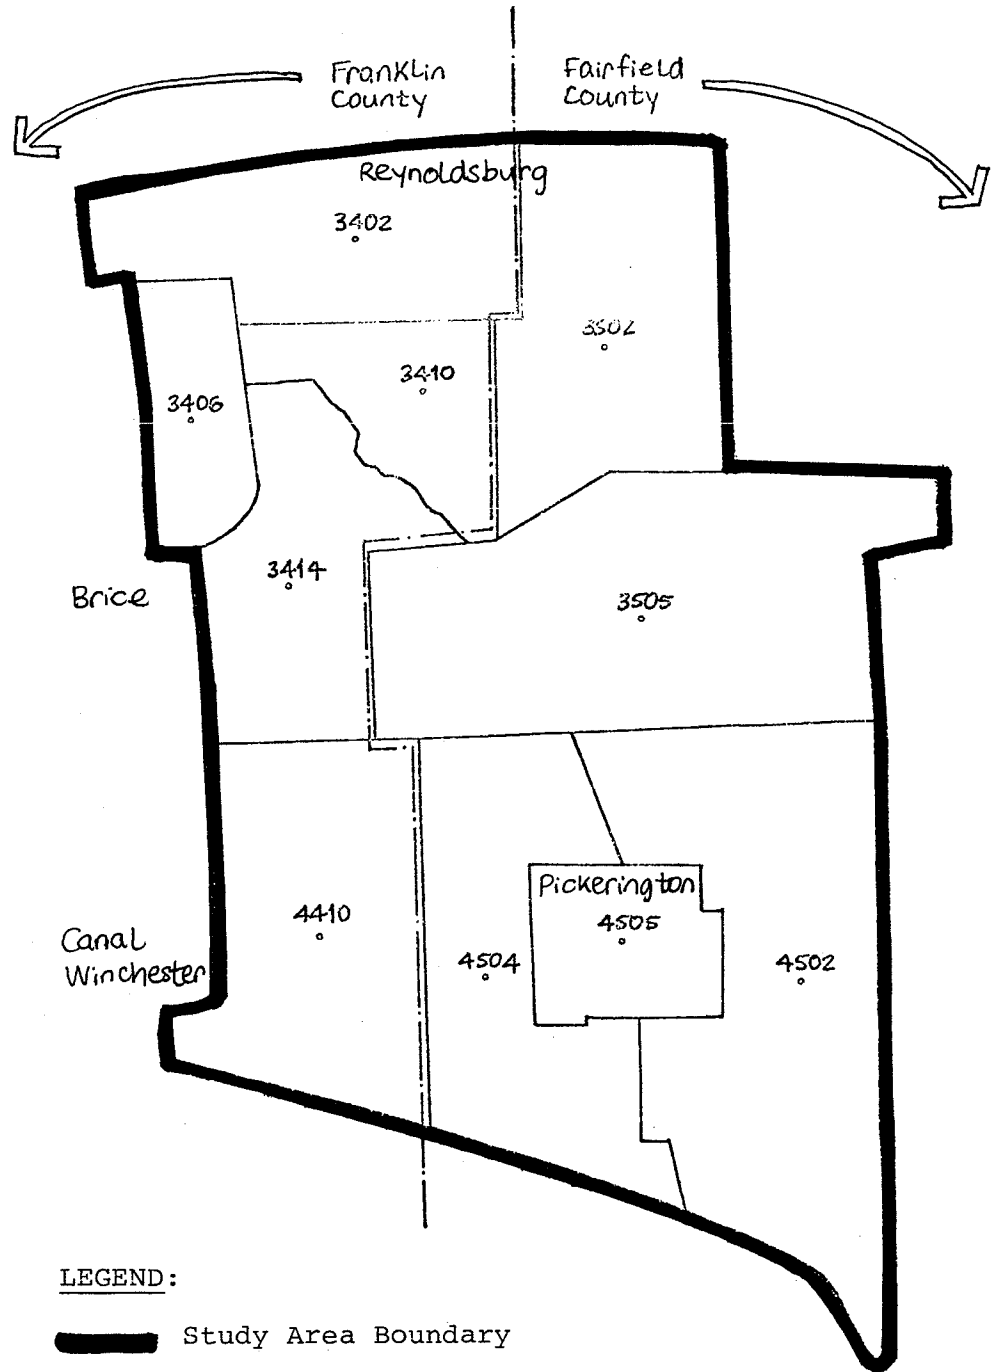 Franklin
County
Fairfield
County
Reynoldsburg
3402
3502
3410
3406
3414
Brice
3505
Pickerington
4410
4505
Canal
Winchester
4504
4502
LEGEND:
Study Area Boundary